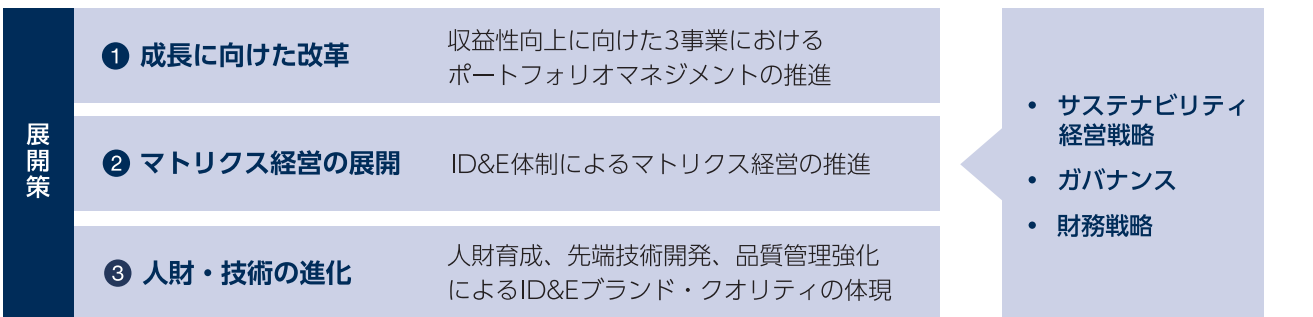 展開策
❶ 成長に向けた改革
収益性向上に向けた3事業における
ポートフォリオマネジメントの推進
❷ マトリクス経営の展開
ID&E体制によるマトリクス経営の推進
❸ 人財・技術の進化
人財育成、先端技術開発、品質管理強化
によるID&Eブランド・クオリティの体現
• サステナビリティ
経営戦略
• ガバナンス
• 財務戦略